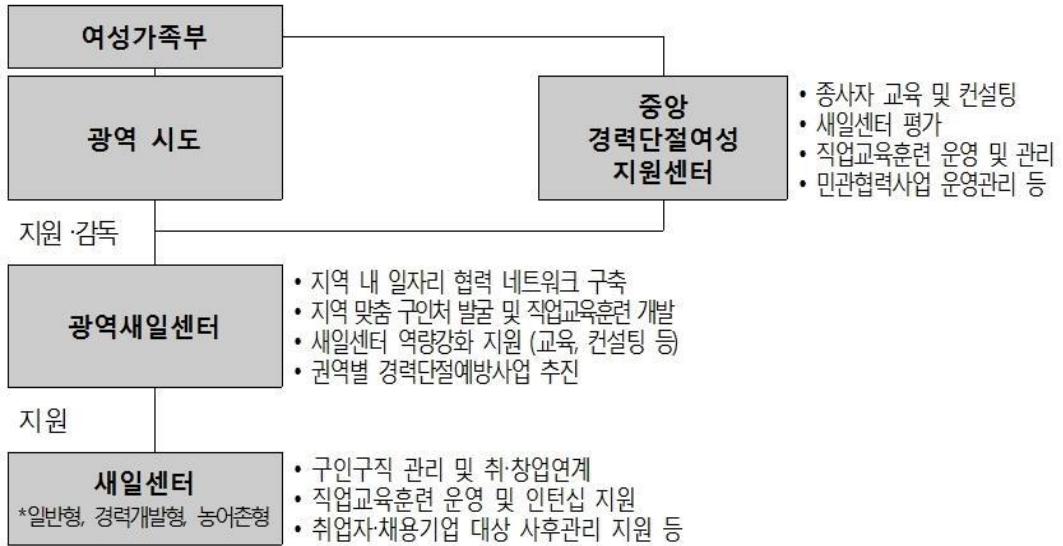 여성가족부
광역 시도
중앙
경력단절여성
지원센터
• 종사자 교육 및 컨설팅
• 새일센터 평가
• 직업교육훈련 운영 및 관리
• 민관협력사업 운영관리 등
지원·감독
광역새일센터
• 지역 내 일자리 협력 네트워크 구축
• 지역 맞춤 구인처 발굴 및 직업교육훈련 개발
• 새일센터 역량강화 지원 (교육, 컨설팅 등)
• 권역별 경력단절예방사업 추진
지원
새일센터
*일반형, 경력개발형, 농어촌형
• 구인구직 관리 및 취·창업연계
• 직업교육훈련 운영 및 인턴십 지원
• 취업자·채용기업 대상 사후관리 지원 등